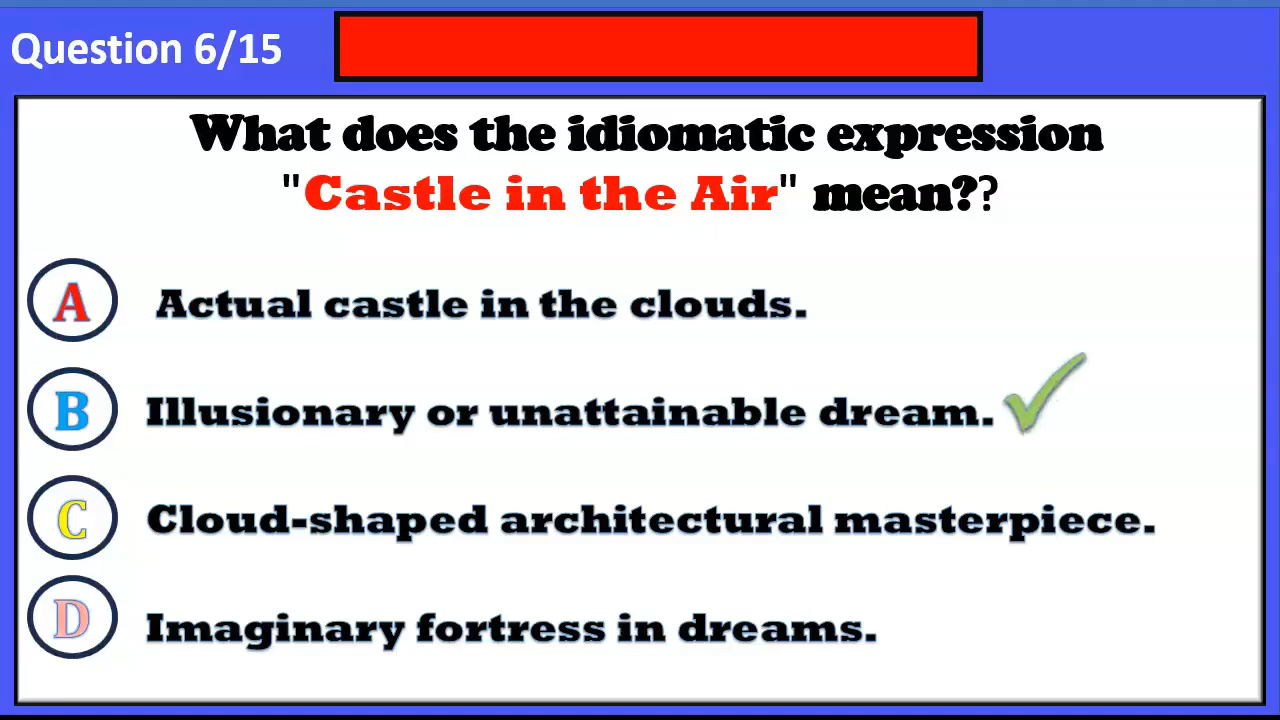 Question 6/15
What does the idiomatic expression
"Castle in the Air" mean??
A Actual castle in the clouds.
B Illusionary or unattainable dream.
C Cloud-shaped architectural masterpiece.
D Imaginary fortress in dreams.